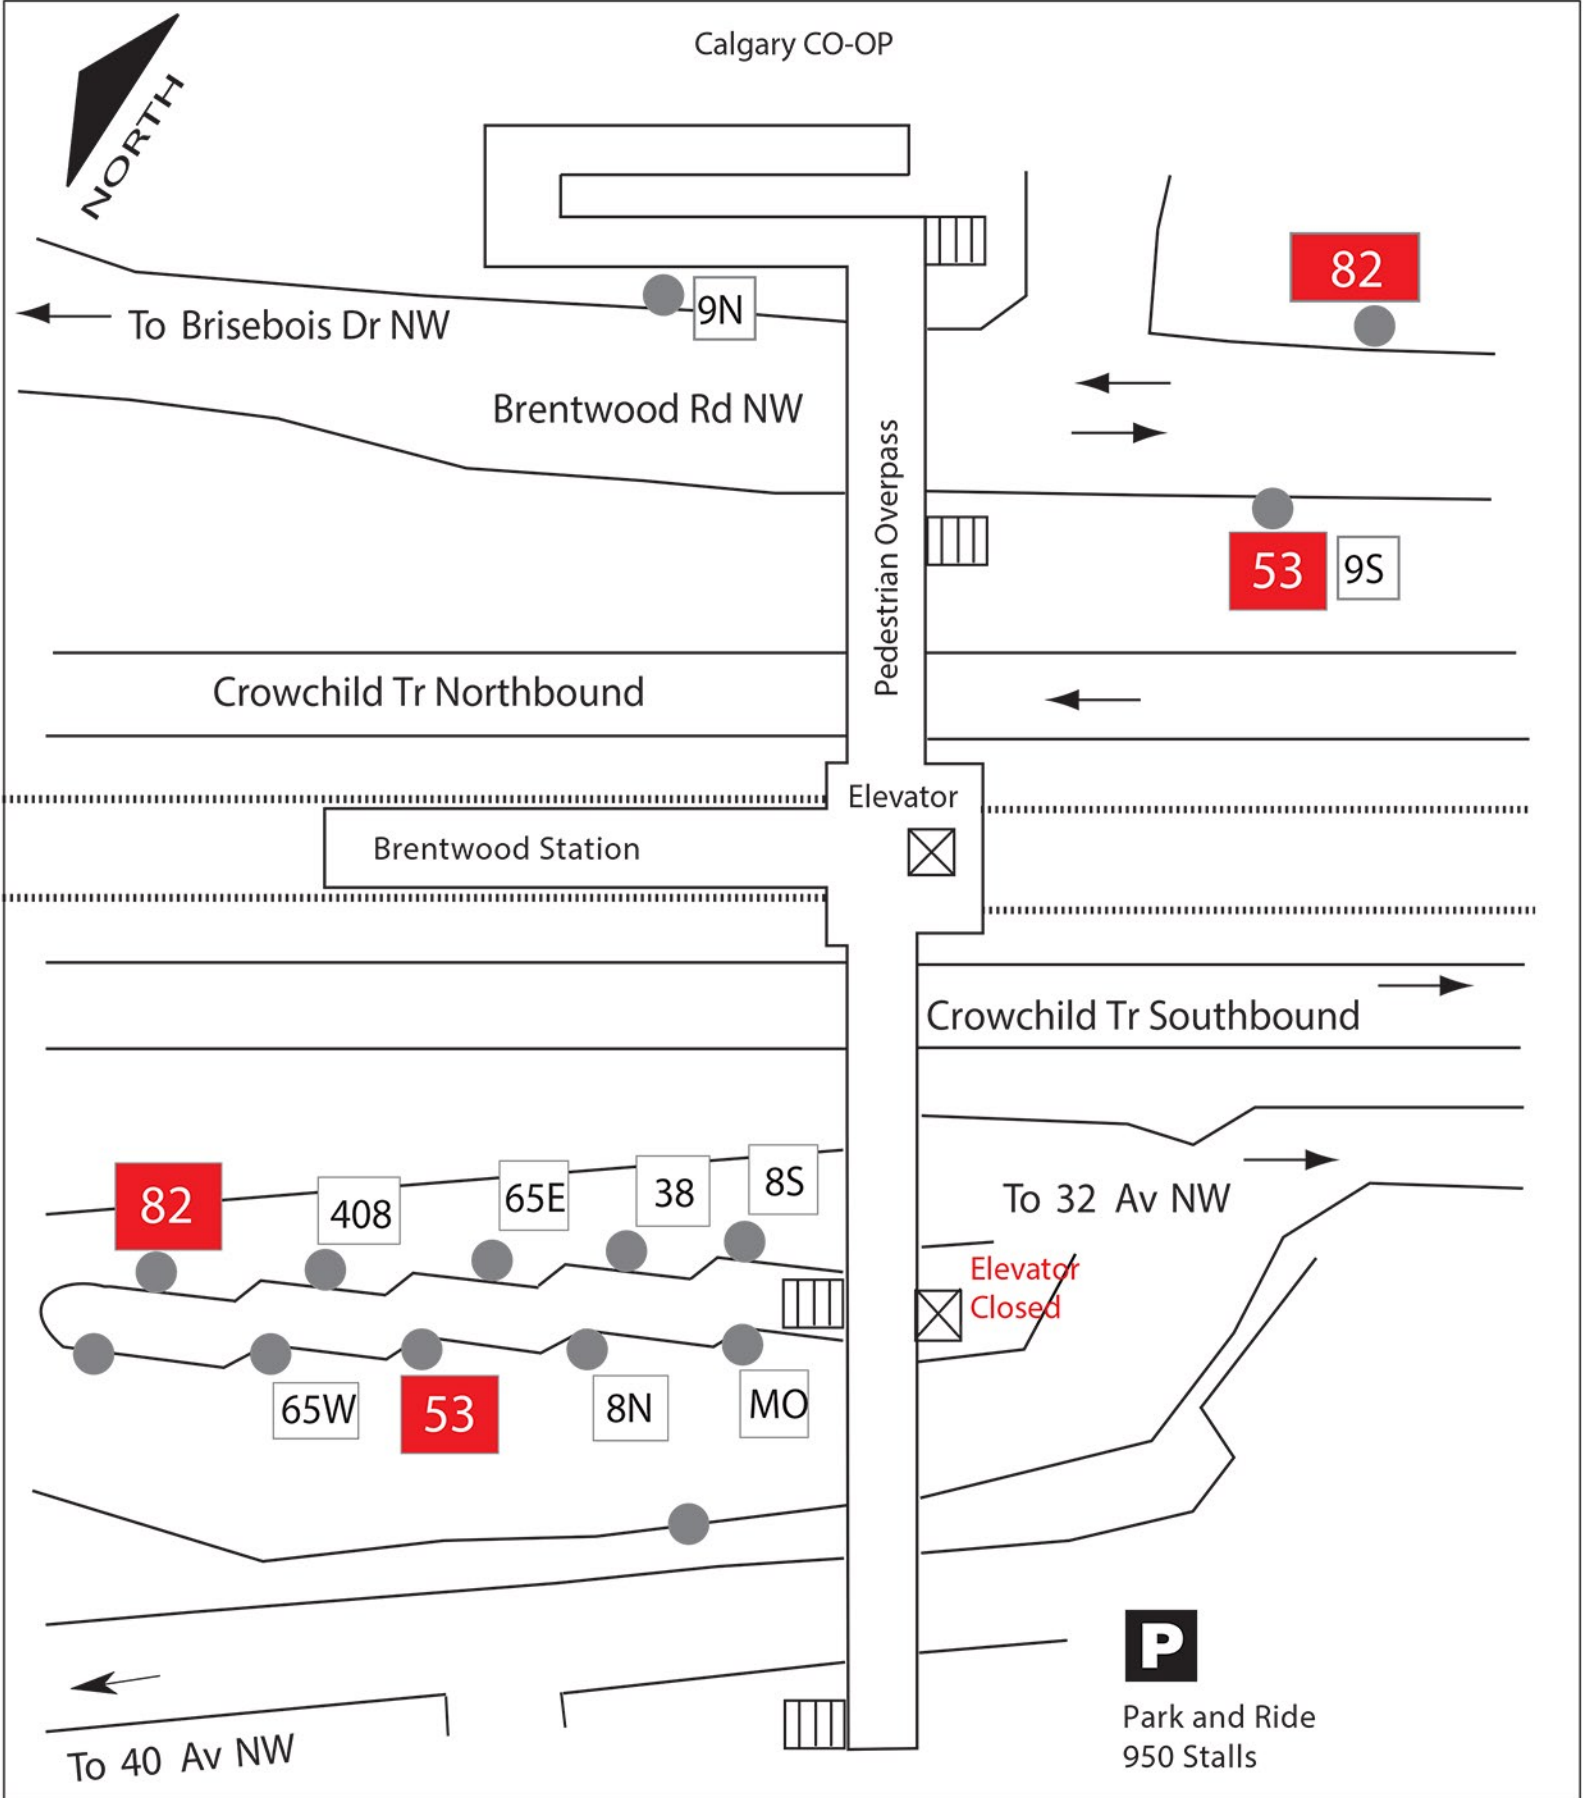 Calgary CO-OP
NORTH
82
9N
To Brisebois Dr NW
Brentwood Rd NW
Pedestrian Overpass
53
9S
Crowchild Tr Northbound
Elevator
Brentwood Station
Crowchild Tr Southbound
82
408
65E
38
8S
To 32 Av NW
Elevator
Closed
65W
53
8N
MO
P
Park and Ride
950 Stalls
To 40 Av NW